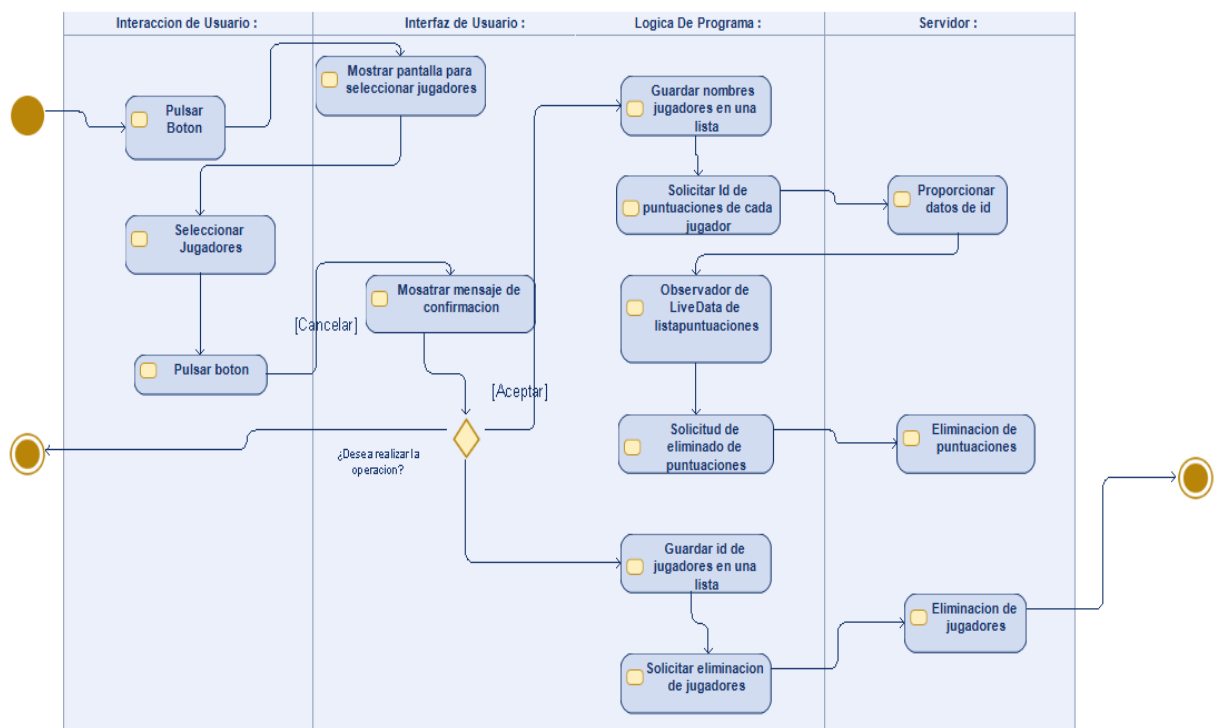 Interaccion de Usuario :
Interfaz de Usuario :
Logica De Programa :
Servidor :
Pulsar
Boton
Mostrar pantalla para
seleccionar jugadores
Guardar nombres
jugadores en una
lista
Solicitar Id de
puntuaciones de cada
jugador
Proporcionar
datos de id
Seleccionar
Jugadores
Mosatrar mensaje de
confirmacion
Observador de
LiveData de
listapuntuaciones
[Cancelar]
Pulsar boton
[Aceptar]
¿Desea realizar la
operacion?
Solicitud de
eliminado de
puntuaciones
Eliminacion de
puntuaciones
Guardar id de
jugadores en una
lista
Eliminacion de
jugadores
Solicitar eliminacion
de jugadores